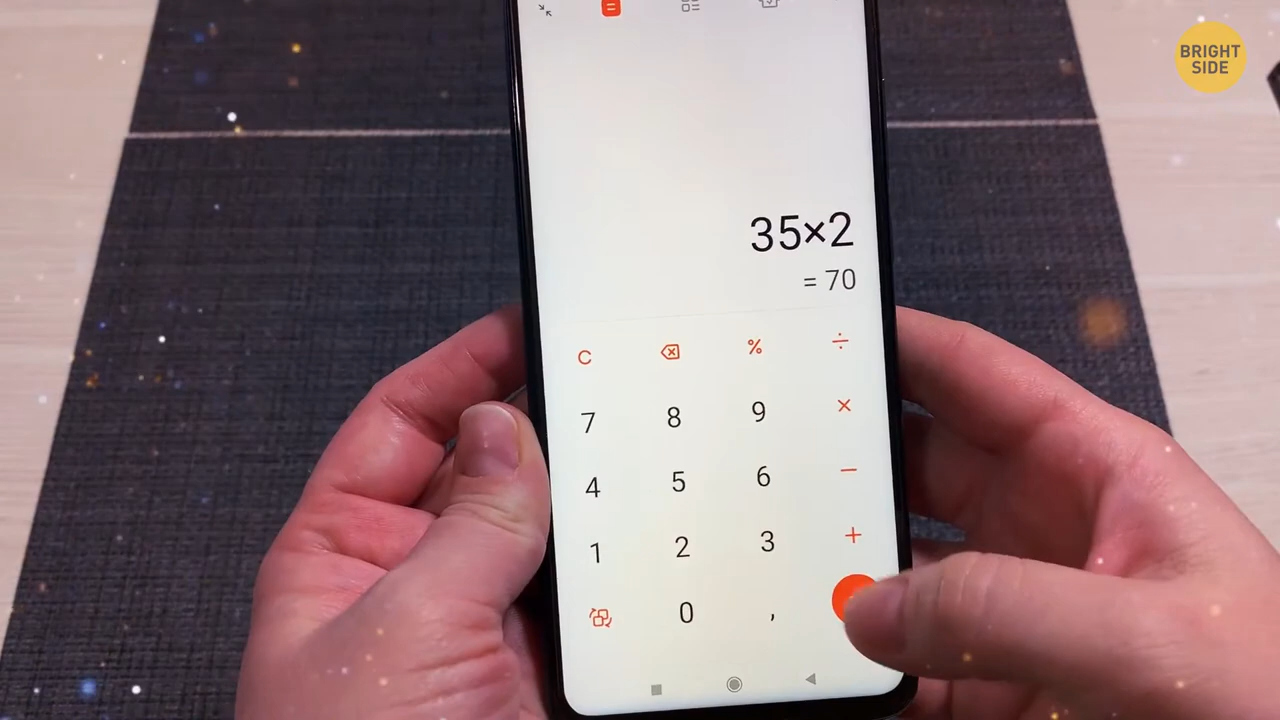 BRIGHT
SIDE
35×2
= 70
C % ÷
7 8 9 ×
4 5 6 −
1 2 3 +
0 ,